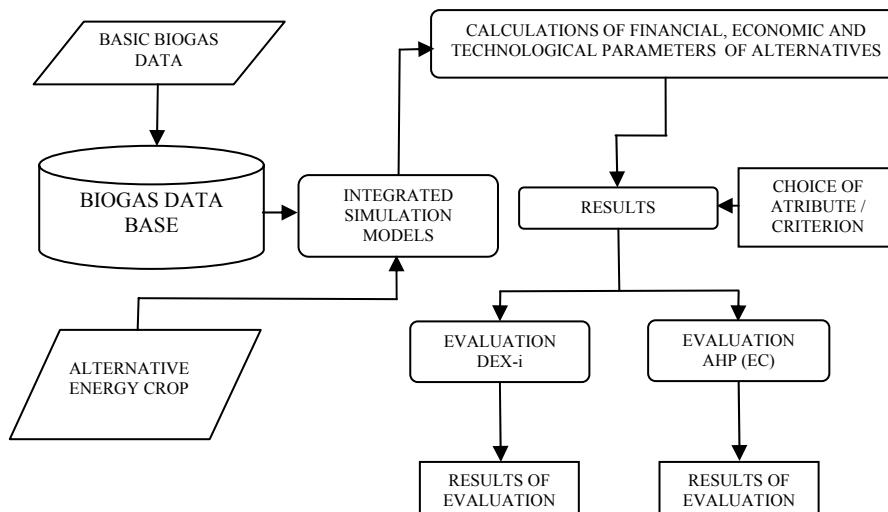 BASIC BIOGAS
DATA
CALCULATIONS OF FINANCIAL, ECONOMIC AND
TECHNOLOGICAL PARAMETERS OF ALTERNATIVES
BIOGAS DATA
BASE
INTEGRATED
SIMULATION
MODELS
RESULTS
CHOICE OF
ATRIBUTE /
CRITERION
ALTERNATIVE
ENERGY CROP
EVALUATION
DEX-i
EVALUATION
AHP (EC)
RESULTS OF
EVALUATION
RESULTS OF
EVALUATION